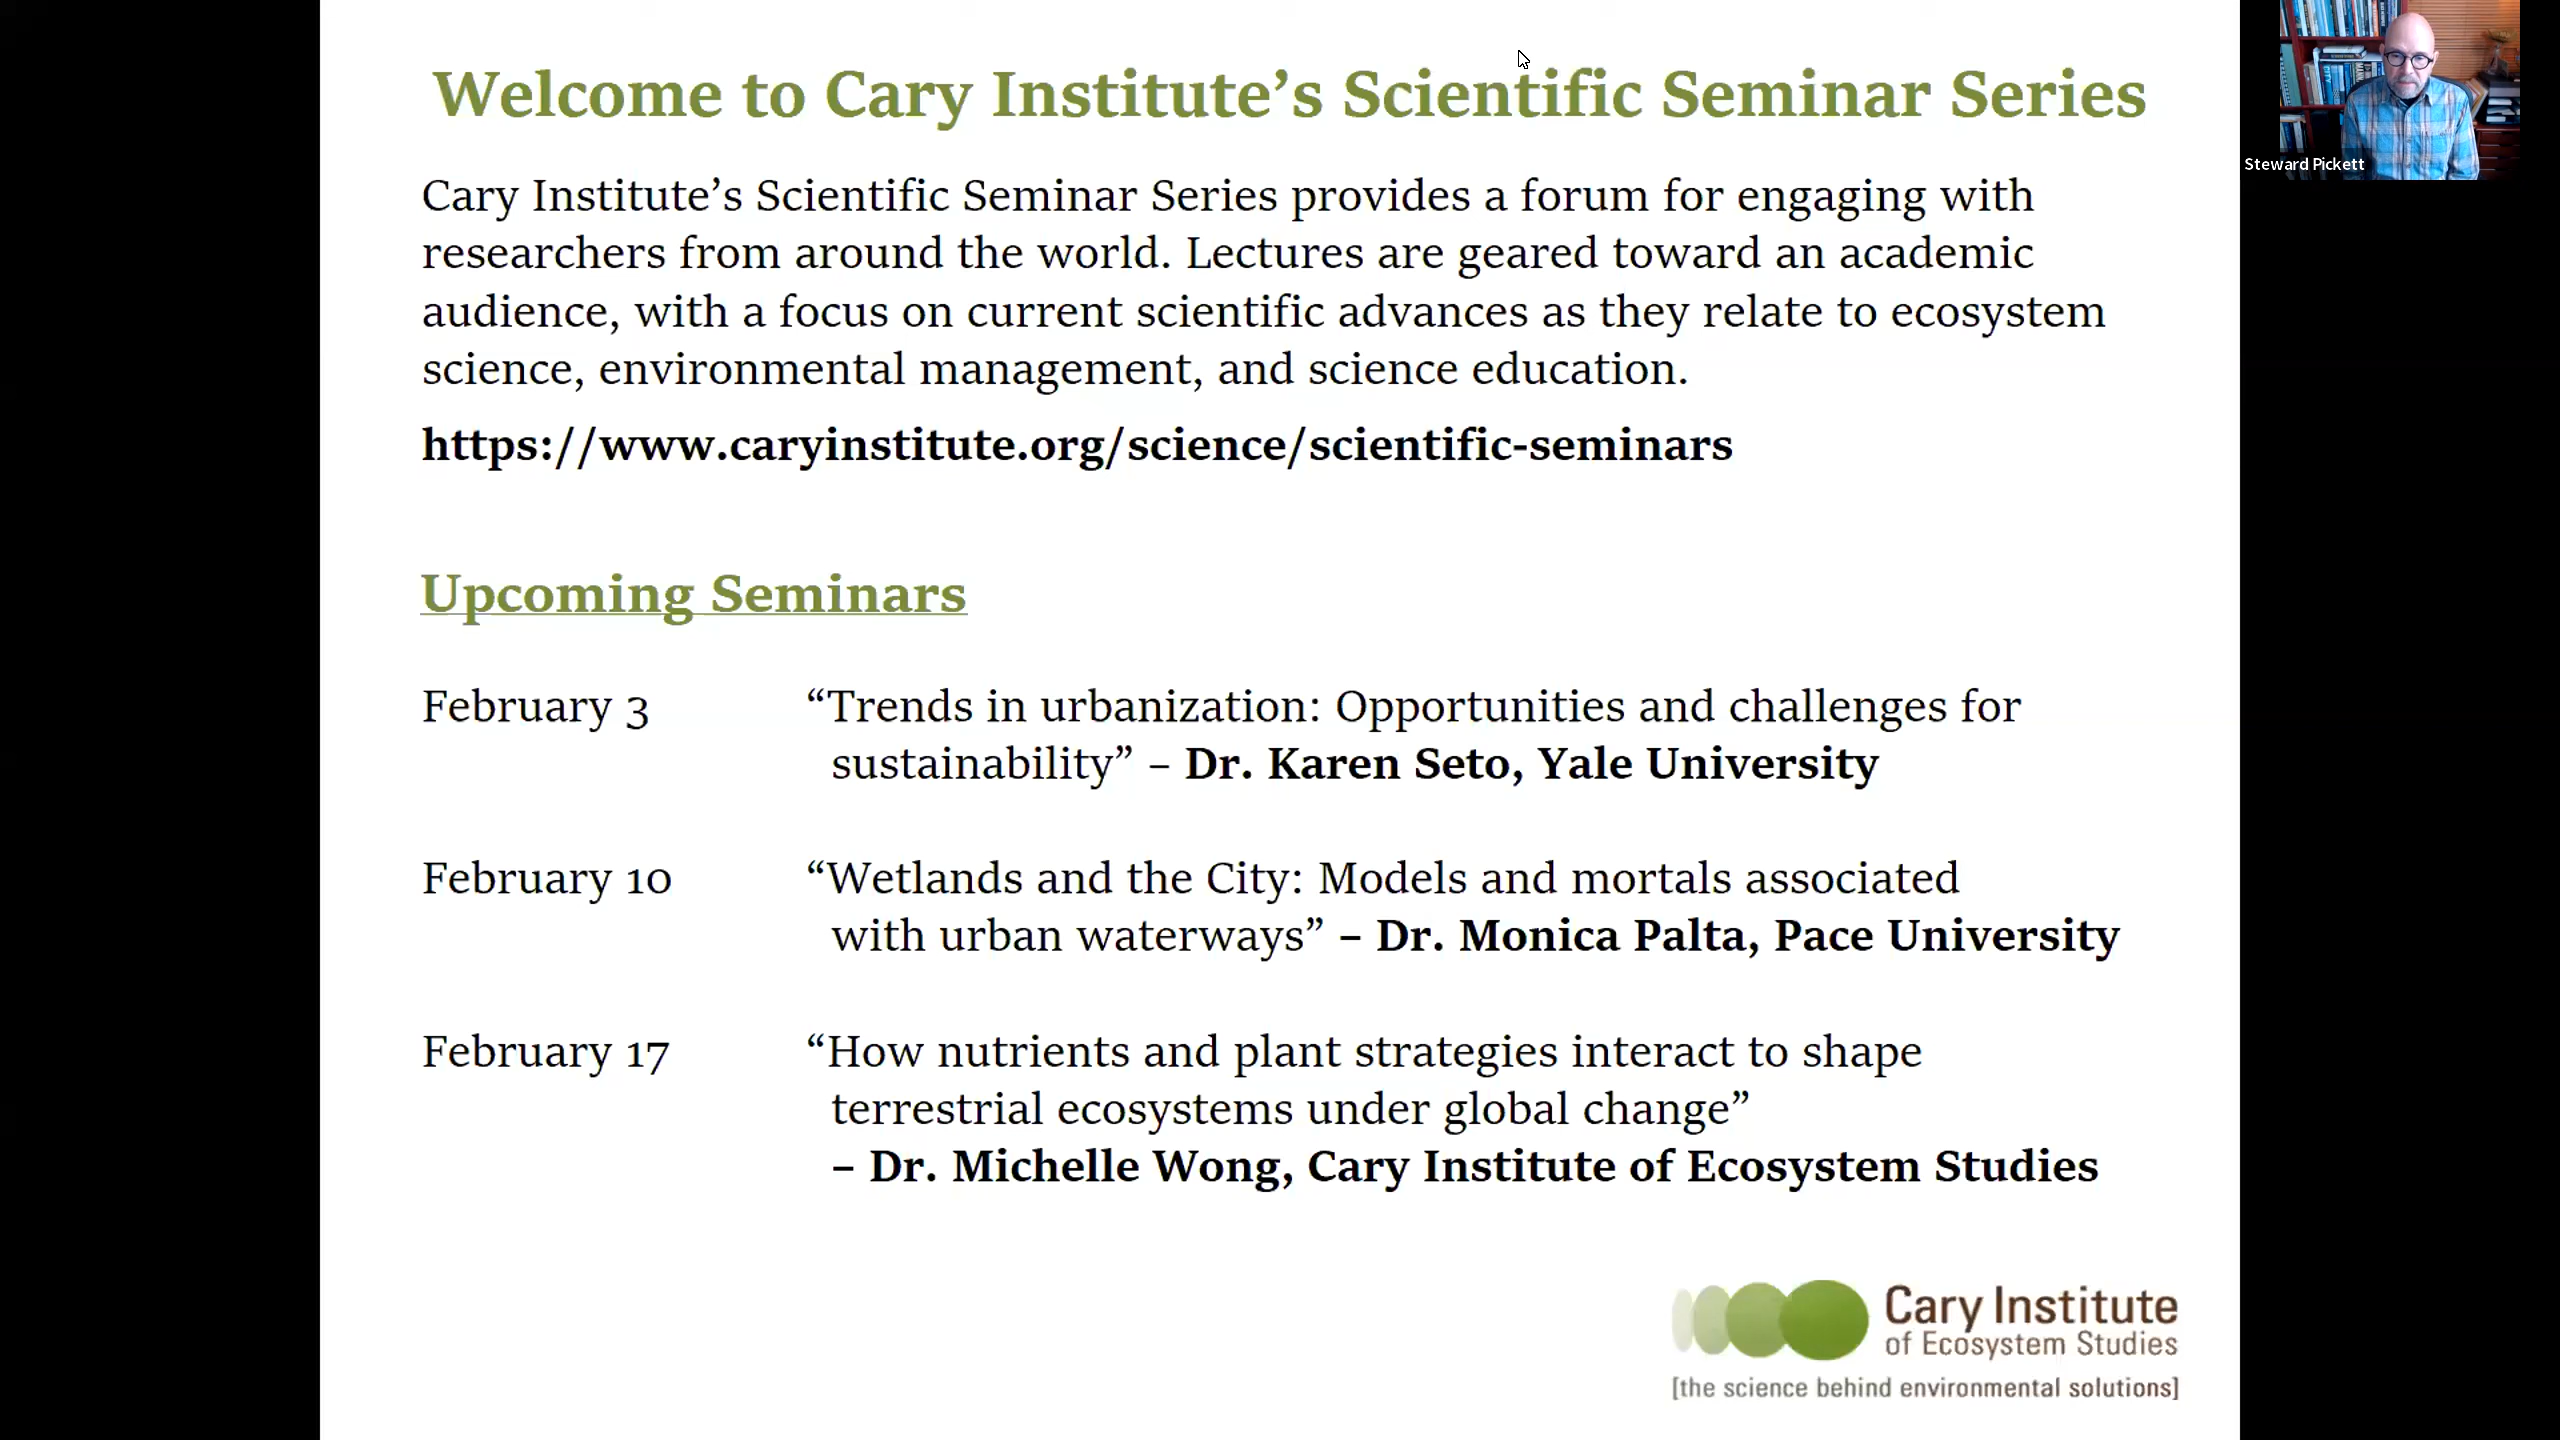 Welcome to Cary Institute’s Scientific Seminar Series
Cary Institute’s Scientific Seminar Series provides a forum for engaging with
researchers from around the world. Lectures are geared toward an academic
audience, with a focus on current scientific advances as they relate to ecosystem
science, environmental management, and science education.
https://www.caryinstitute.org/science/scientific-seminars
Upcoming Seminars
February 3 “Trends in urbanization: Opportunities and challenges for
sustainability” – Dr. Karen Seto, Yale University
February 10 “Wetlands and the City: Models and mortals associated
with urban waterways” – Dr. Monica Palta, Pace University
February 17 “How nutrients and plant strategies interact to shape
terrestrial ecosystems under global change”
– Dr. Michelle Wong, Cary Institute of Ecosystem Studies
Cary Institute
of Ecosystem Studies
[the science behind environmental solutions]
Steward Pickett